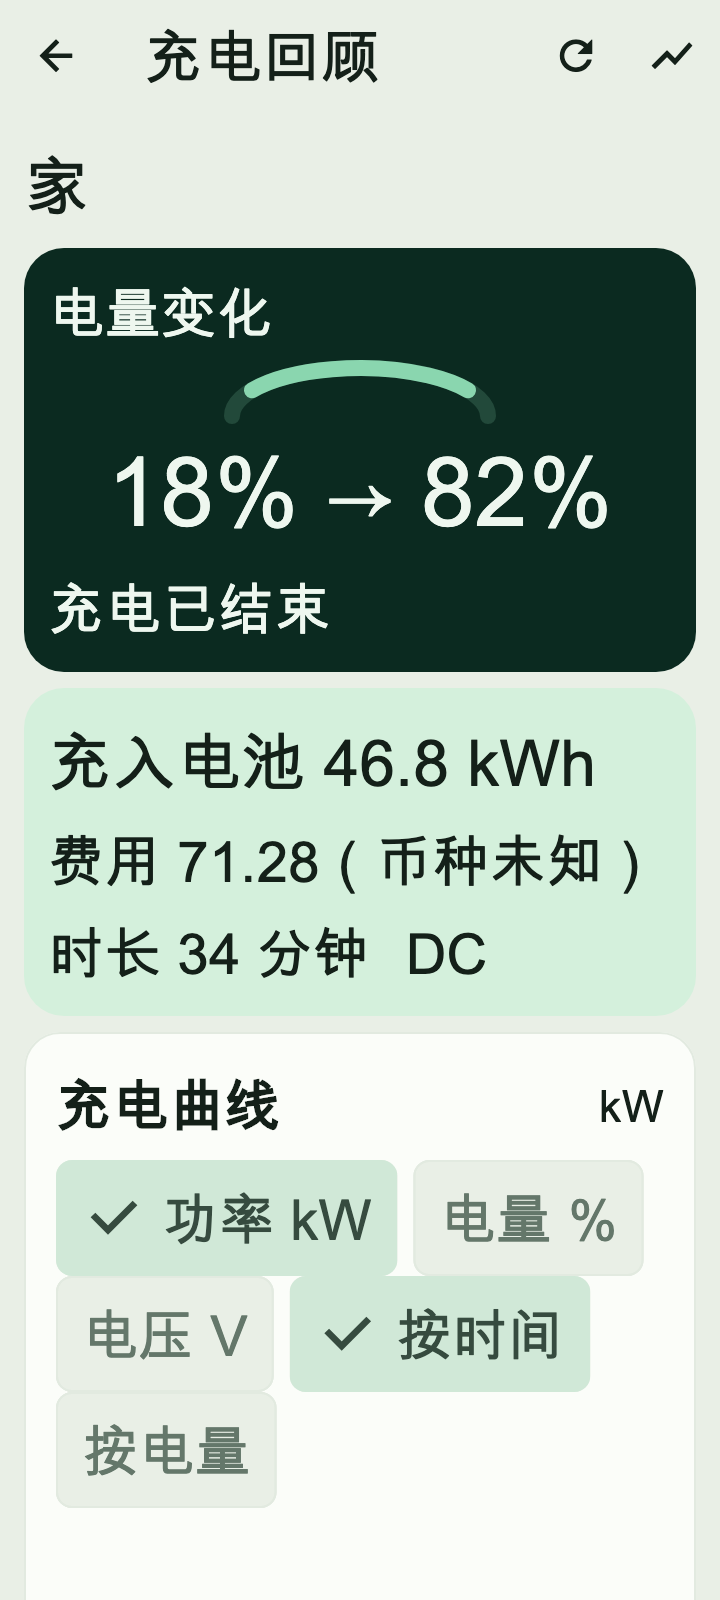 充电回顾
家
电量变化
18% → 82%
充电已结束
充入电池 46.8 kWh
费用 71.28（币种未知）
时长 34 分钟 DC
充电曲线 kW
功率 kW 电量 %
电压 V 按时间
按电量